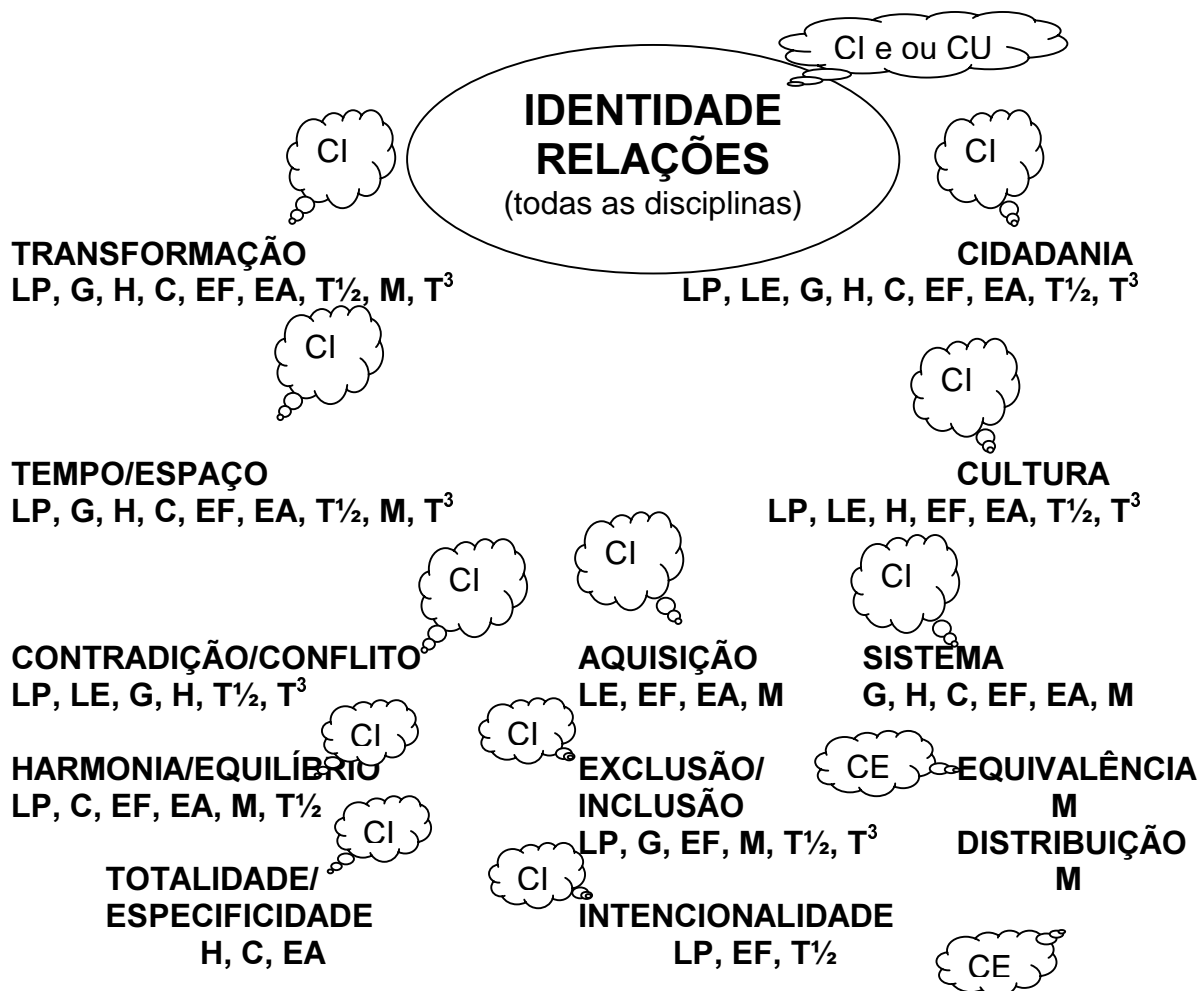 CI e ou CU
IDENTIDADE
RELAÇÕES
(todas as disciplinas)
CI
CI
TRANSFORMAÇÃO
LP, G, H, C, EF, EA, T½, M, T³
CIDADANIA
LP, LE, G, H, C, EF, EA, T½, T³
CI
CI
TEMPO/ESPAÇO
LP, G, H, C, EF, EA, T½, M, T³
CULTURA
LP, LE, H, EF, EA, T½, T³
CI
CI
CI
CONTRADIÇÃO/CONFLITO
LP, LE, G, H, T½, T³
AQUISIÇÃO
LE, EF, EA, M
SISTEMA
G, H, C, EF, EA, M
CI
CI
CE
HARMONIA/EQUILÍBRIO
LP, C, EF, EA, M, T½
EXCLUSÃO/
INCLUSÃO
LP, G, EF, M, T½, T³
EQUIVALÊNCIA
M
DISTRIBUIÇÃO
M
CI
CI
TOTALIDADE/
ESPECIFICIDADE
H, C, EA
INTENCIONALIDADE
LP, EF, T½
CE